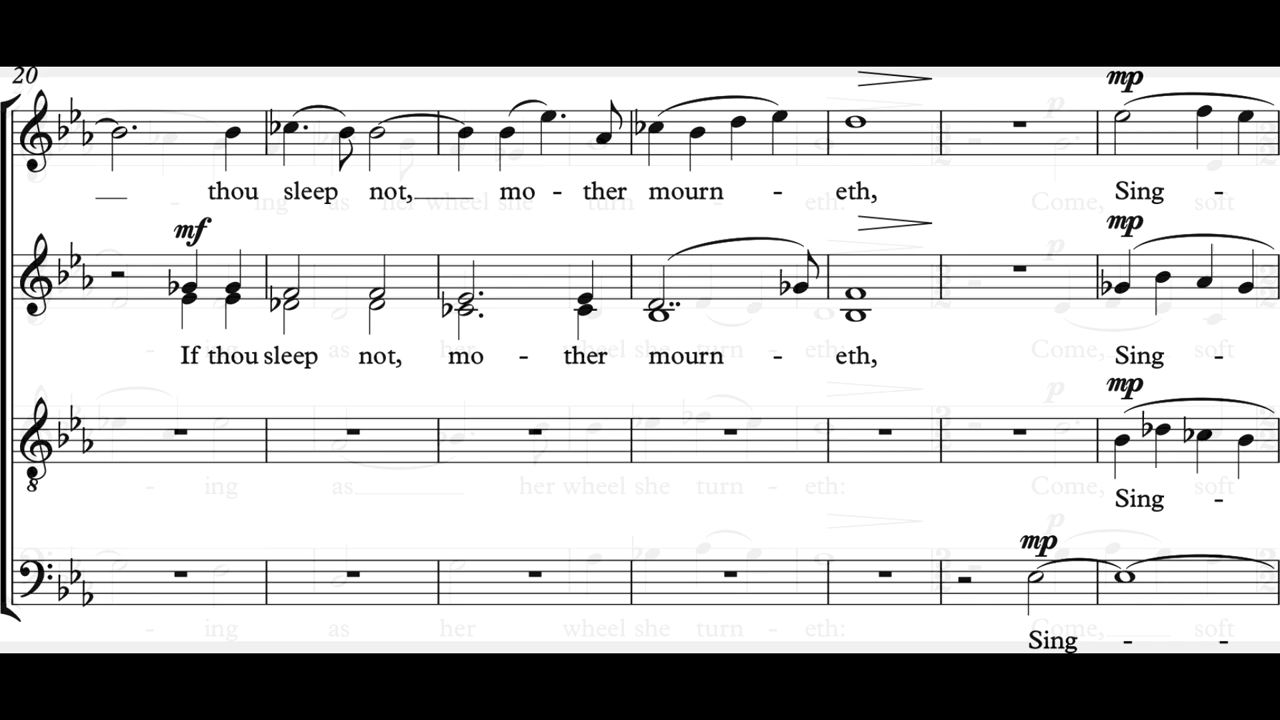 20
mp
thou sleep not, mo - ther mourn - eth, Sing -
mf
mp
If thou sleep not, mo - ther mourn - eth, Sing -
mp
8
Sing -
mp
Sing - -